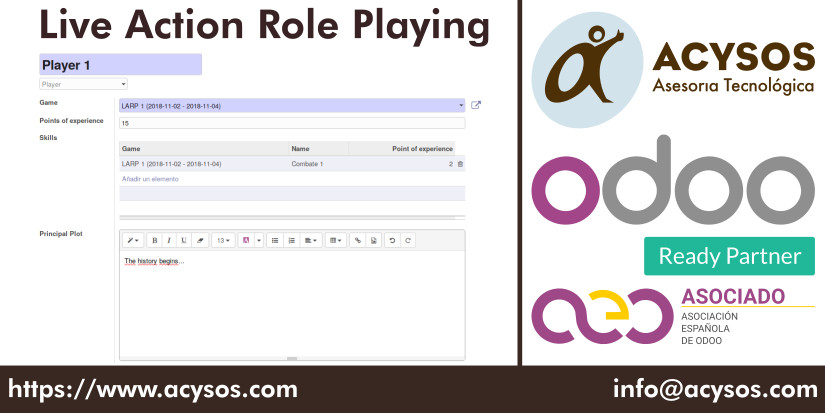 Live Action Role Playing
Player 1
Player
Game
LARP 1 (2018-11-02 - 2018-11-04)
Points of experience
15
Skills
Game Name Point of experience
LARP 1 (2018-11-02 - 2018-11-04) Combate 1 2
Añadir un elemento
Principal Plot
B I U 13 A
The history begins...
ACYSOS
Asesoría Tecnológica
odoo
Ready Partner
aeo
ASOCIADO
ASOCIACIÓN
ESPAÑOLA
DE ODOO
https://www.acysos.com
info@acysos.com